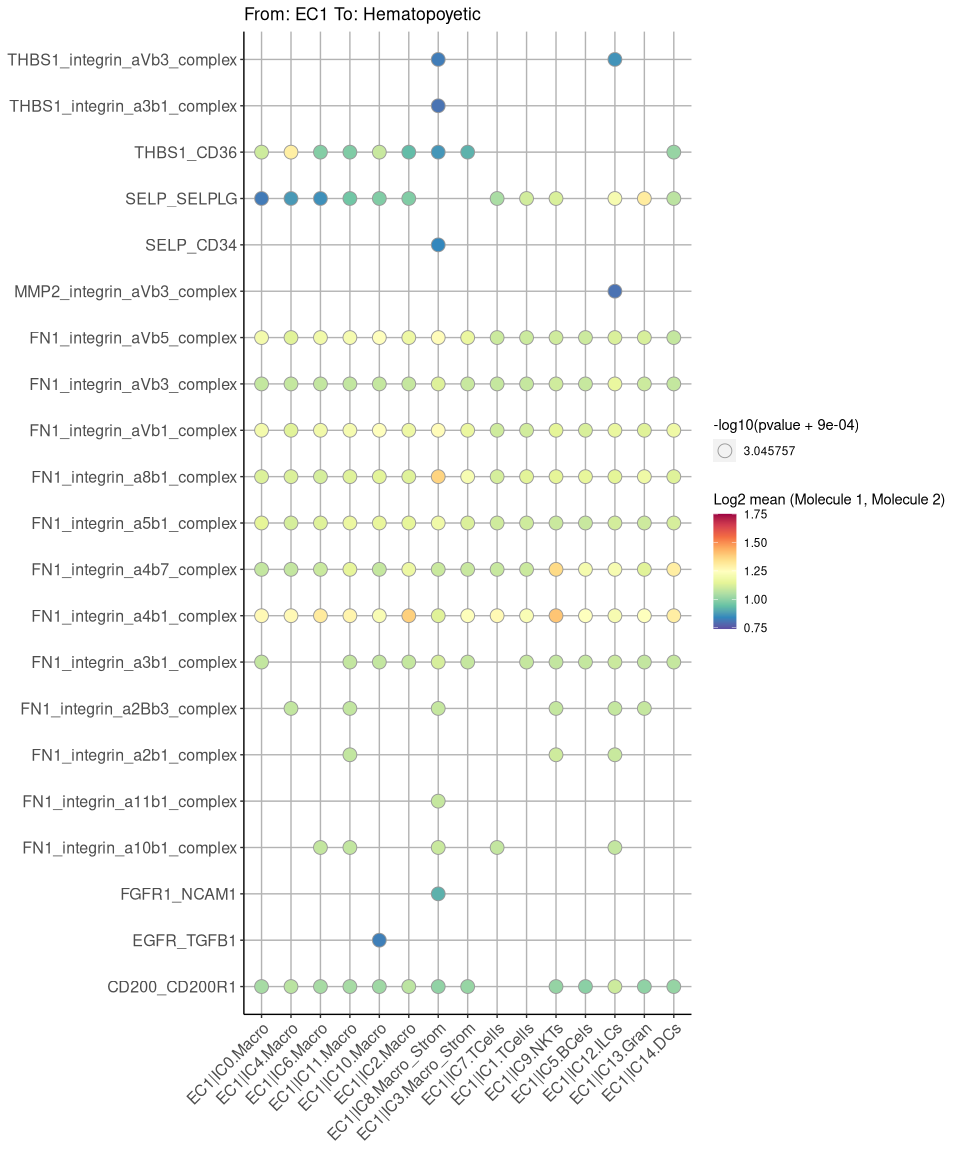 From: EC1 To: Hematopoyetic
THBS1_integrin_aVb3_complex
THBS1_integrin_a3b1_complex
THBS1_CD36
SELP_SELPLG
SELP_CD34
MMP2_integrin_aVb3_complex
FN1_integrin_aVb5_complex
FN1_integrin_aVb3_complex
FN1_integrin_aVb1_complex
FN1_integrin_a8b1_complex
FN1_integrin_a5b1_complex
FN1_integrin_a4b7_complex
FN1_integrin_a4b1_complex
FN1_integrin_a3b1_complex
FN1_integrin_a2Bb3_complex
FN1_integrin_a2b1_complex
FN1_integrin_a11b1_complex
FN1_integrin_a10b1_complex
FGFR1_NCAM1
EGFR_TGFB1
CD200_CD200R1
EC1|IC0.Macro
EC1|IC4.Macro
EC1|IC6.Macro
EC1|IC11.Macro
EC1|IC10.Macro
EC1|IC2.Macro
EC1|IC8.Macro_Strom
EC1|IC3.Macro_Strom
EC1|IC7.TCells
EC1|IC1.TCells
EC1|IC9.NKTs
EC1|IC5.BCells
EC1|IC12.ILCs
EC1|IC13.Gran
EC1|IC14.DCs
-log10(pvalue + 9e-04)
3.045757
Log2 mean (Molecule 1, Molecule 2)
1.75
1.50
1.25
1.00
0.75